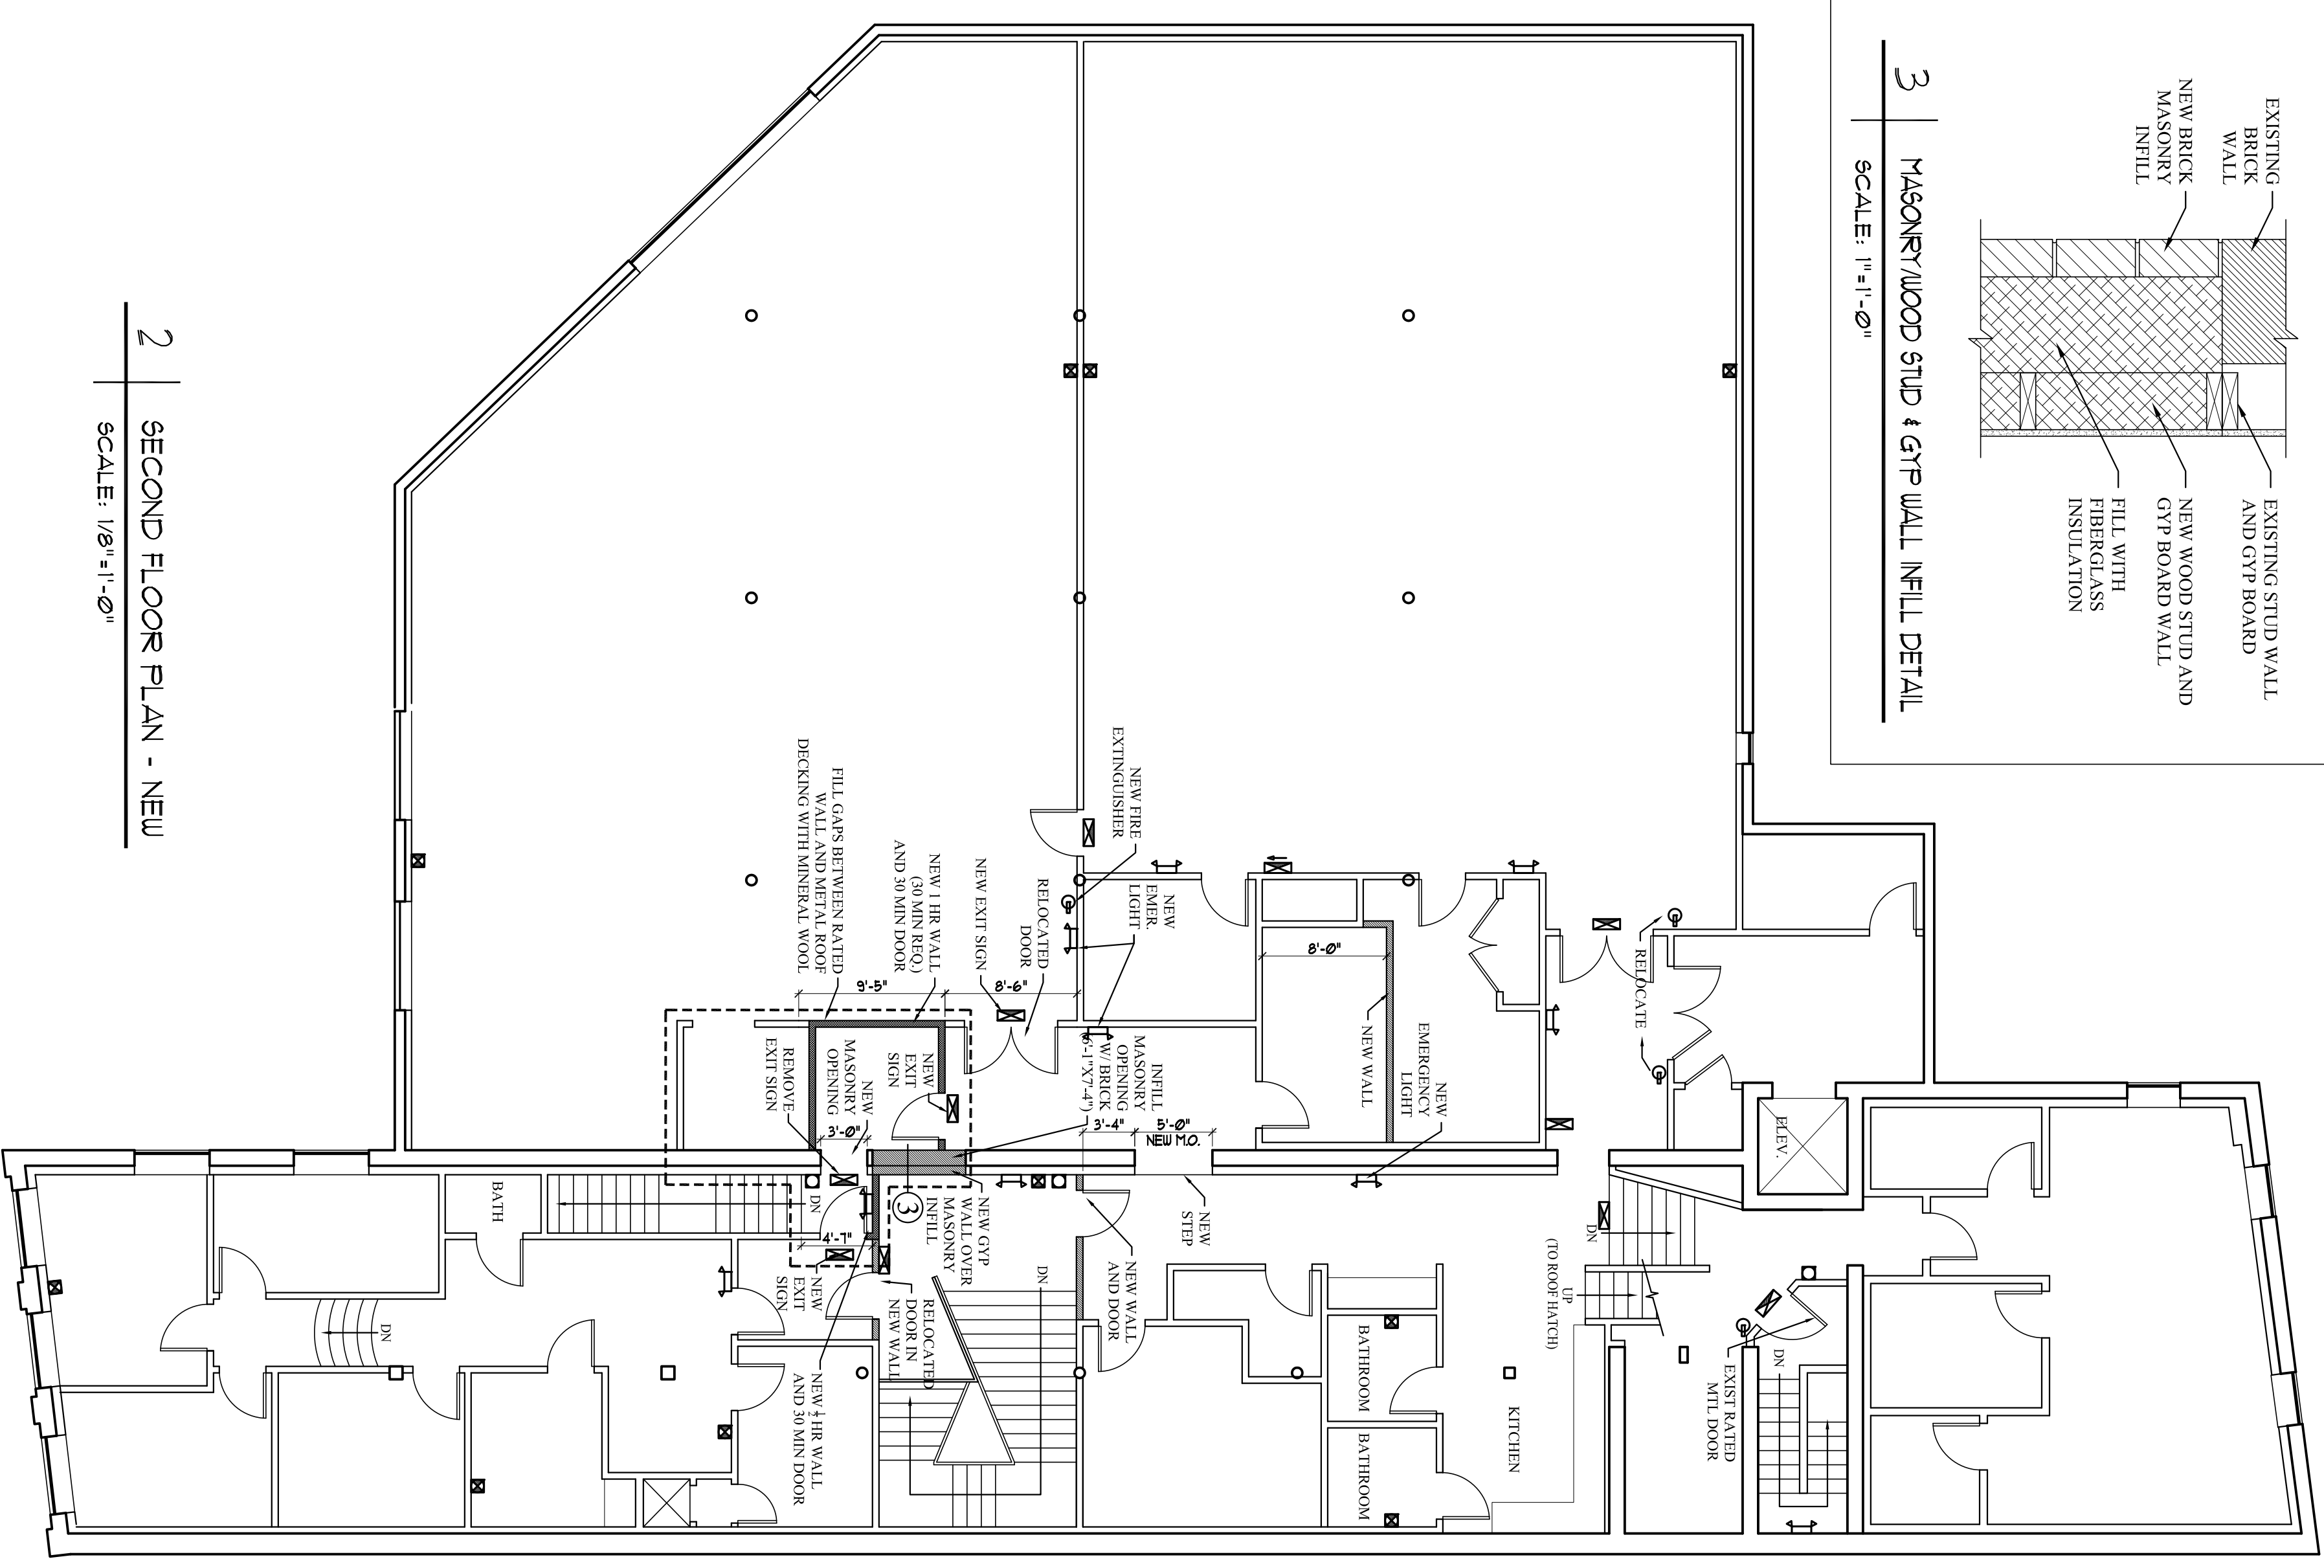 EXISTING
BRICK
WALL
NEW BRICK
MASONRY
INFILL
EXISTING STUD WALL
AND GYP BOARD
NEW WOOD STUD AND
GYP BOARD WALL
FILL WITH
FIBERGLASS
INSULATION
3
MASONRY/WOOD STUD & GYP WALL INFILL DETAIL
SCALE: 1"=1'-0"
RELOCATE
ELEV.
DN
UP
(TO ROOF HATCH)
DN
EXIST RATED
MTL DOOR
KITCHEN
BATHROOM
BATHROOM
8'-0"
NEW WALL
NEW
EMERGENCY
LIGHT
NEW
STEP
5'-0"
NEW M.O.
3'-4"
INFILL
MASONRY
OPENING
W/ BRICK
(6'-1"X7'-4")
NEW WALL
AND DOOR
NEW
EMER.
LIGHT
NEW FIRE
EXTINGUISHER
RELOCATED
DOOR
NEW EXIT SIGN
8'-6"
9'-5"
NEW 1 HR WALL
(30 MIN REQ.)
AND 30 MIN DOOR
FILL GAPS BETWEEN RATED
WALL AND METAL ROOF
DECKING WITH MINERAL WOOL
NEW
EXIT
SIGN
NEW
MASONRY
OPENING
REMOVE
EXIT SIGN
3'-0"
3
NEW GYP
WALL OVER
MASONRY
INFILL
DN
DN
4'-7"
RELOCATED
DOOR IN
NEW WALL
NEW
EXIT
SIGN
NEW ½ HR WALL
AND 30 MIN DOOR
BATH
DN
2
SECOND FLOOR PLAN - NEW
SCALE: 1/8"=1'-0"